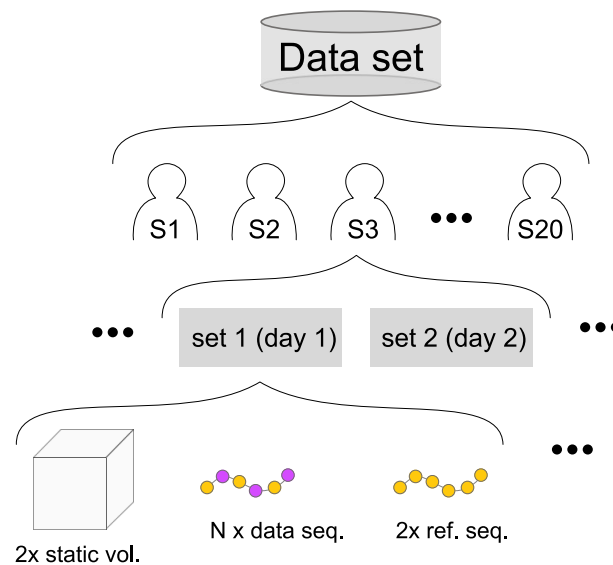 Data set
S1 S2 S3 ••• S20
••• set 1 (day 1) set 2 (day 2) •••
•••
N x data seq. 2x ref. seq.
2x static vol.